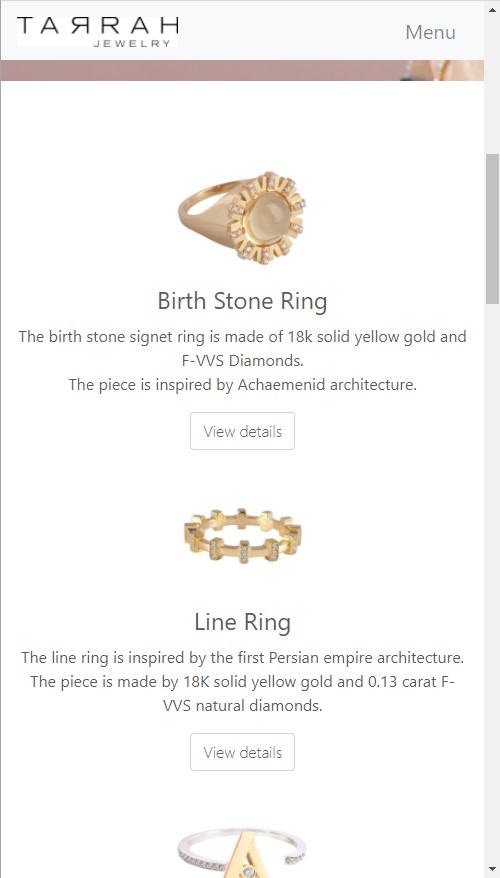 TARRAH
JEWELRY
Menu
Birth Stone Ring
The birth stone signet ring is made of 18k solid yellow gold and
F-VVS Diamonds.
The piece is inspired by Achaemenid architecture.
View details
Line Ring
The line ring is inspired by the first Persian empire architecture.
The piece is made by 18K solid yellow gold and 0.13 carat F-
VVS natural diamonds.
View details